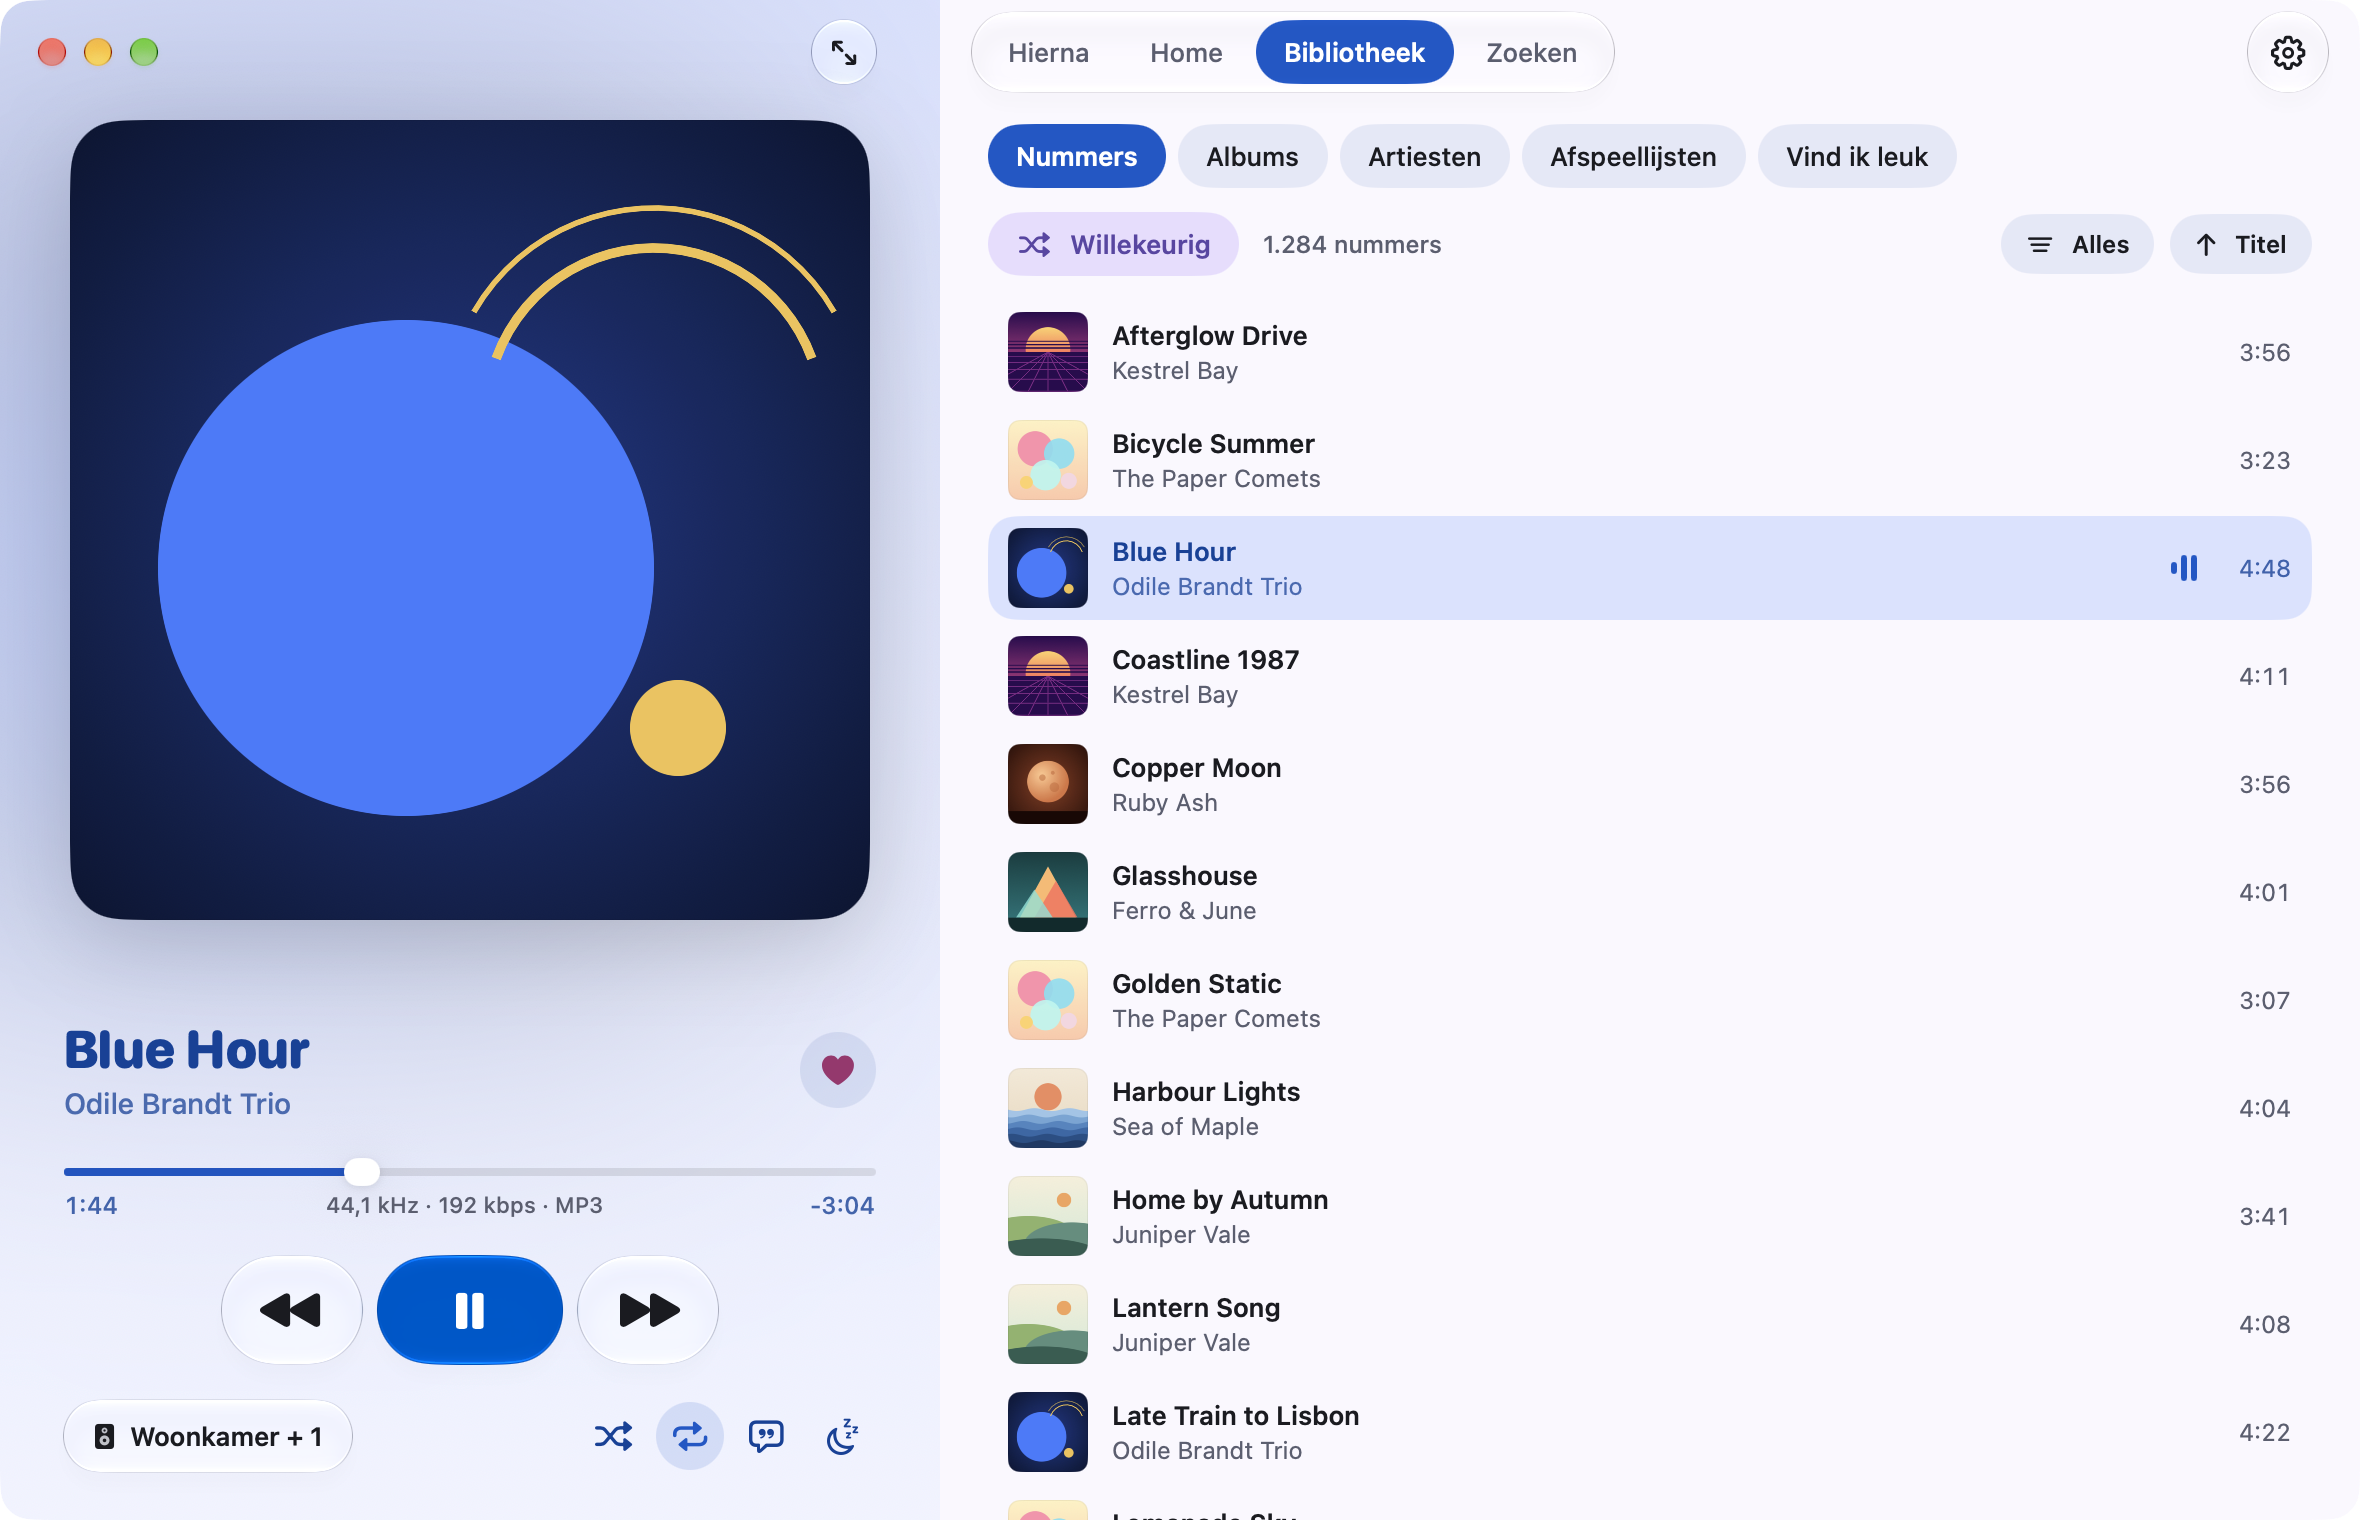 Hierna
Home
Bibliotheek
Zoeken
Nummers
Albums
Artiesten
Afspeellijsten
Vind ik leuk
Willekeurig
1.284 nummers
Alles
Titel
Afterglow Drive
Kestrel Bay
3:56
Bicycle Summer
The Paper Comets
3:23
Blue Hour
Odile Brandt Trio
4:48
Coastline 1987
Kestrel Bay
4:11
Copper Moon
Ruby Ash
3:56
Glasshouse
Ferro & June
4:01
Golden Static
The Paper Comets
3:07
Harbour Lights
Sea of Maple
4:04
Home by Autumn
Juniper Vale
3:41
Lantern Song
Juniper Vale
4:08
Late Train to Lisbon
Odile Brandt Trio
4:22
Blue Hour
Odile Brandt Trio
1:44
44,1 kHz · 192 kbps · MP3
-3:04
Woonkamer + 1